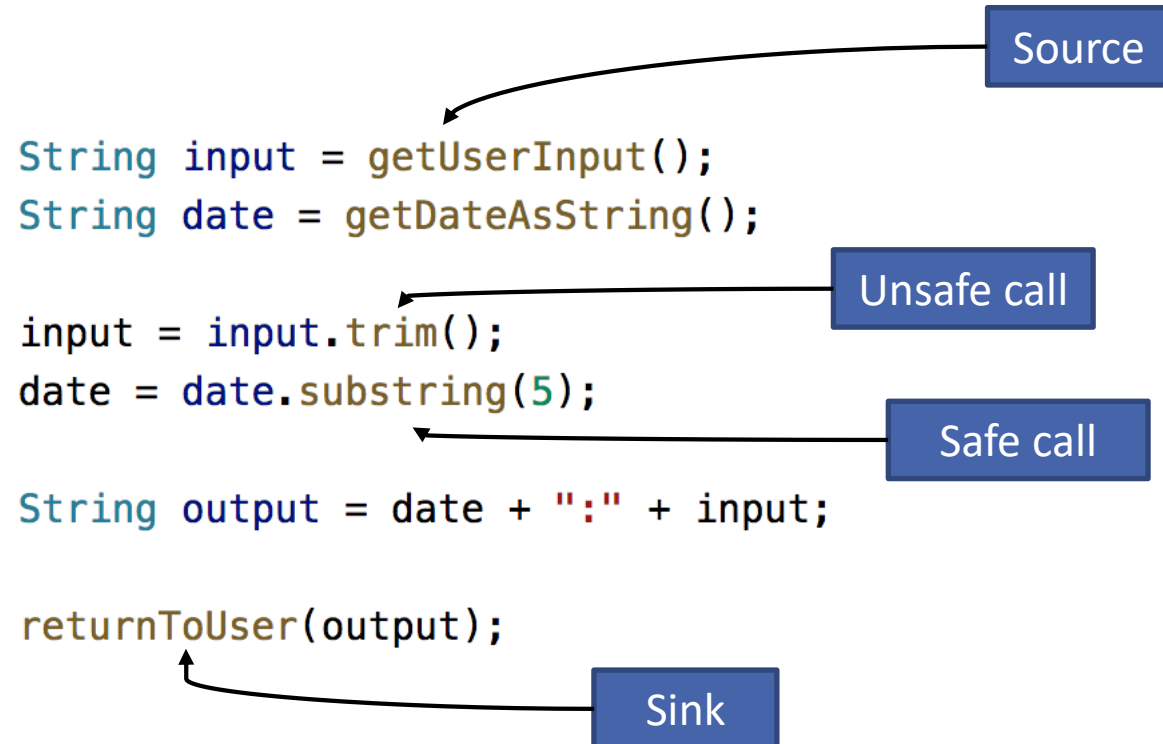 Source
String input = getUserInput();
String date = getDateAsString();
Unsafe call
input = input.trim();
date = date.substring(5);
Safe call
String output = date + ":" + input;
returnToUser(output);
Sink